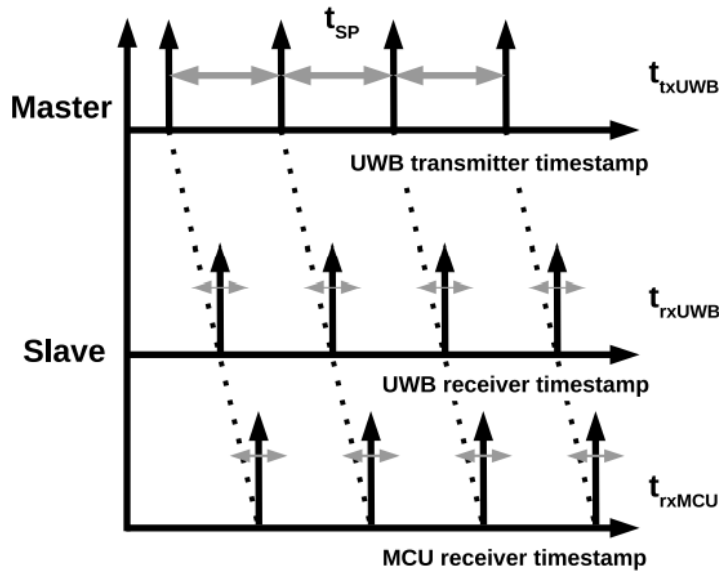 t_SP
t_txUWB
Master
UWB transmitter timestamp
t_rxUWB
Slave
UWB receiver timestamp
t_rxMCU
MCU receiver timestamp